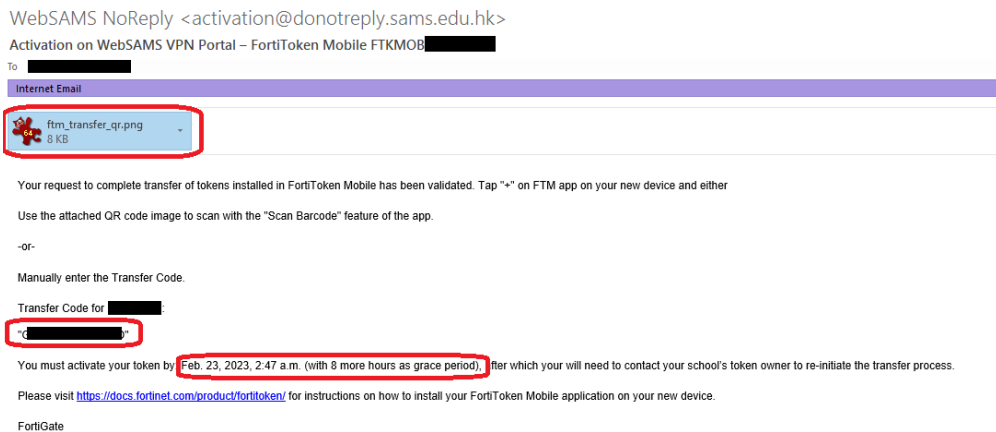 WebSAMS NoReply <activation@donotreply.sams.edu.hk>
Activation on WebSAMS VPN Portal – FortiToken Mobile FTKMOB
To
Internet Email
64
ftm_transfer_qr.png
8 KB
Your request to complete transfer of tokens installed in FortiToken Mobile has been validated. Tap "+" on FTM app on your new device and either
Use the attached QR code image to scan with the "Scan Barcode" feature of the app.
-or-
Manually enter the Transfer Code.
Transfer Code for :
"
You must activate your token by Feb. 23, 2023, 2:47 a.m. (with 8 more hours as grace period), after which your will need to contact your school's token owner to re-initiate the transfer process.
Please visit https://docs.fortinet.com/product/fortitoken/ for instructions on how to install your FortiToken Mobile application on your new device.
FortiGate